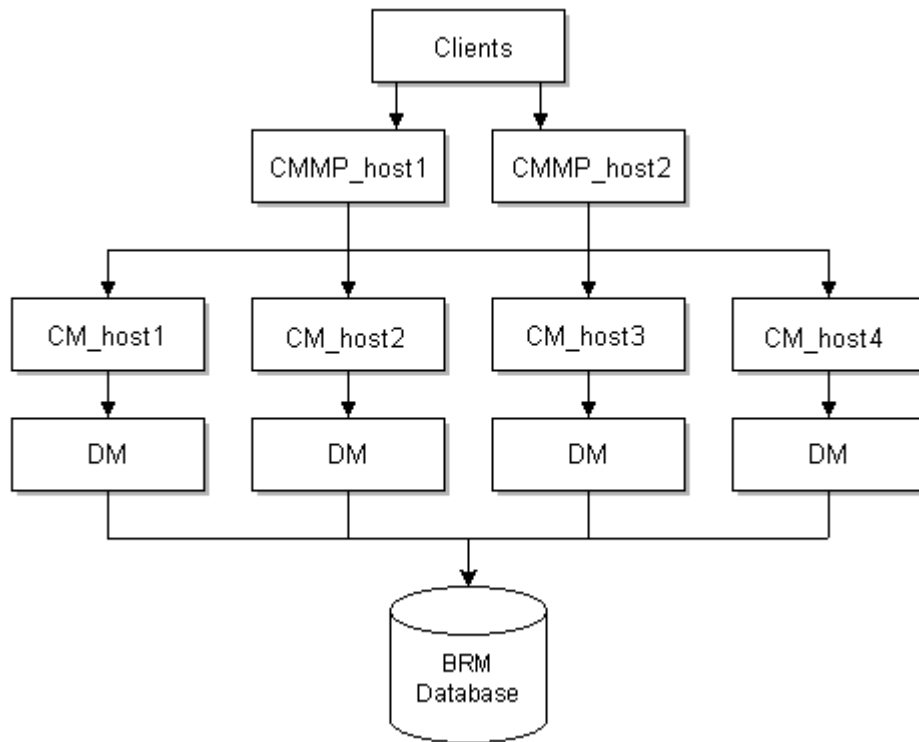 Clients
CMMP_host1
CMMP_host2
CM_host1
CM_host2
CM_host3
CM_host4
DM
DM
DM
DM
BRM
Database